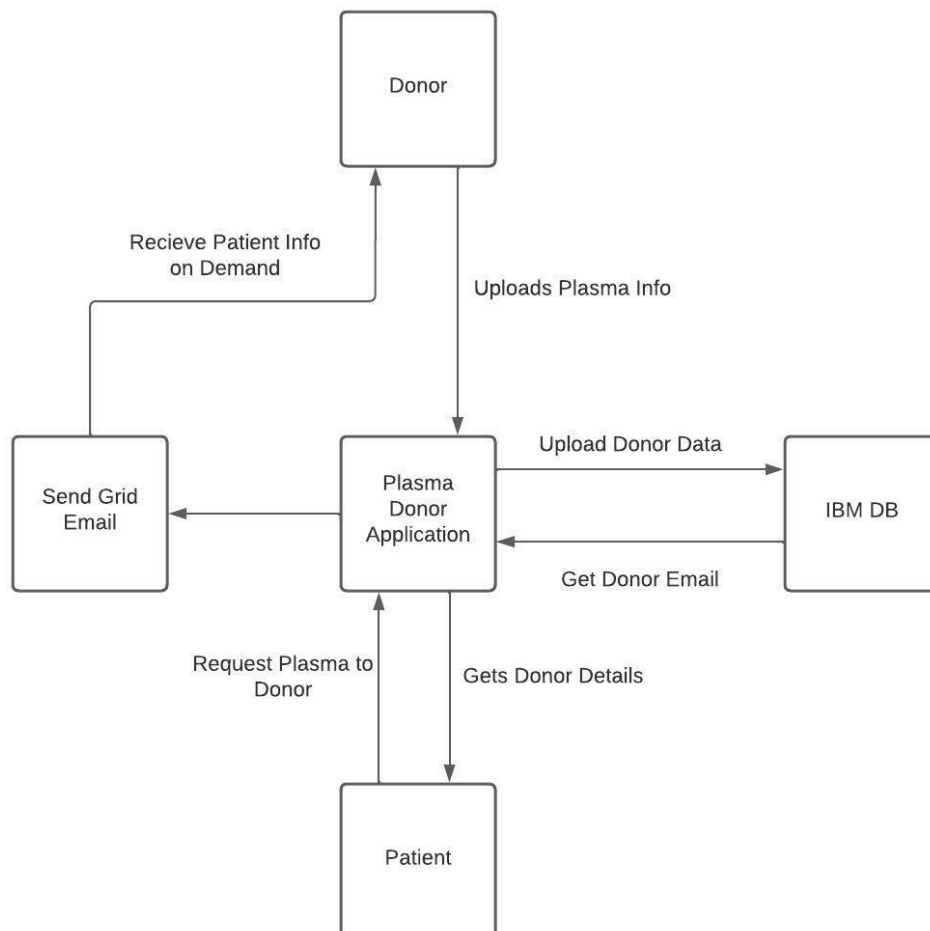 Donor
Recieve Patient Info
on Demand
Uploads Plasma Info
Send Grid
Email
Plasma
Donor
Application
Upload Donor Data
IBM DB
Get Donor Email
Request Plasma to
Donor
Gets Donor Details
Patient